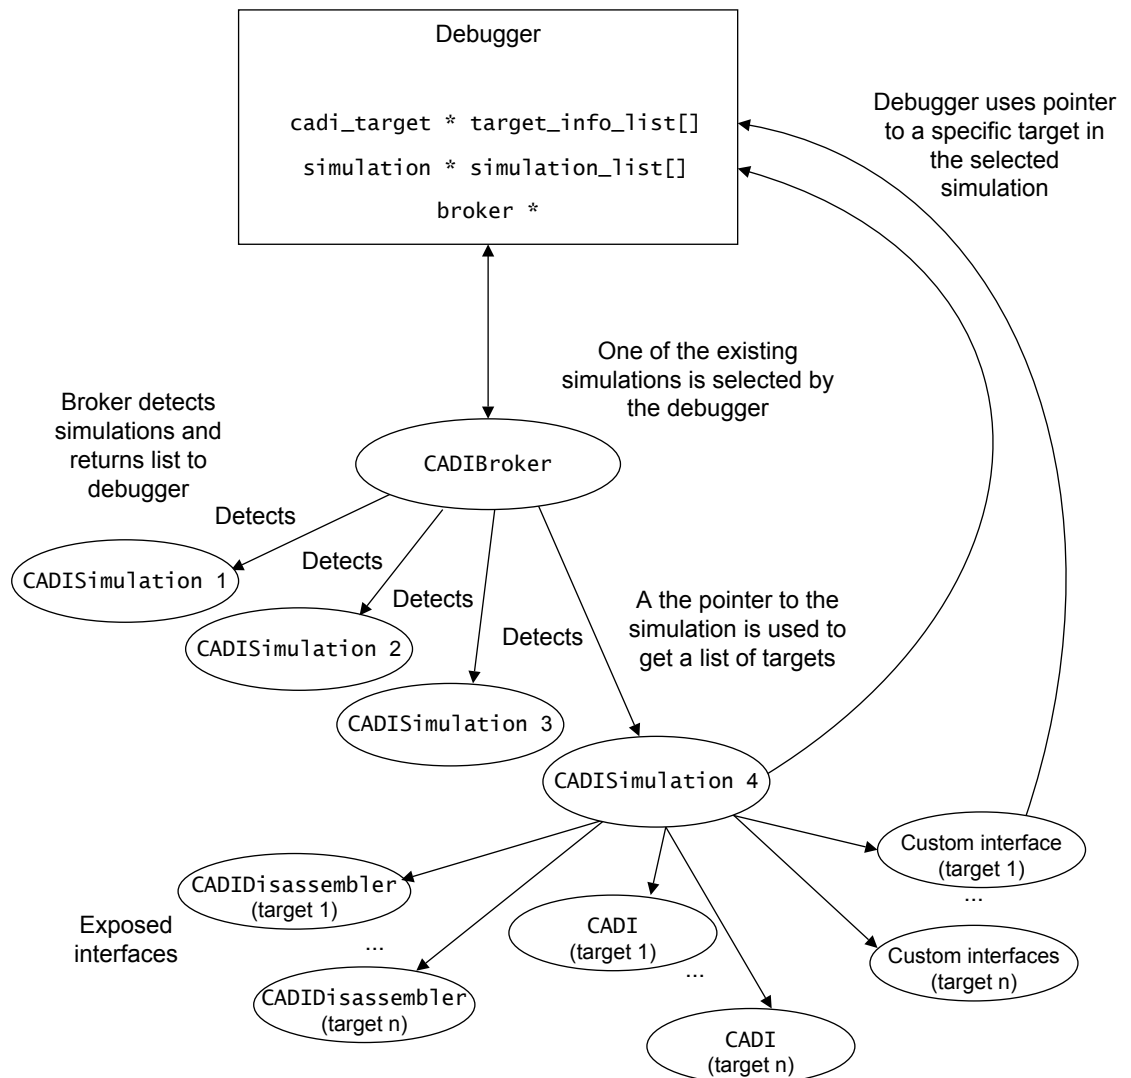 Debugger
cadi_target * target_info_list[]
simulation * simulation_list[]
broker *
Debugger uses pointer
to a specific target in
the selected
simulation
One of the existing
simulations is selected by
the debugger
Broker detects
simulations and
returns list to
debugger
CADIBroker
Detects
Detects
Detects
Detects
CADISimulation 1
CADISimulation 2
CADISimulation 3
A the pointer to the
simulation is used to
get a list of targets
CADISimulation 4
Exposed
interfaces
CADIDisassembler
(target 1)
...
CADIDisassembler
(target n)
CADI
(target 1)
...
CADI
(target n)
Custom interface
(target 1)
...
Custom interfaces
(target n)